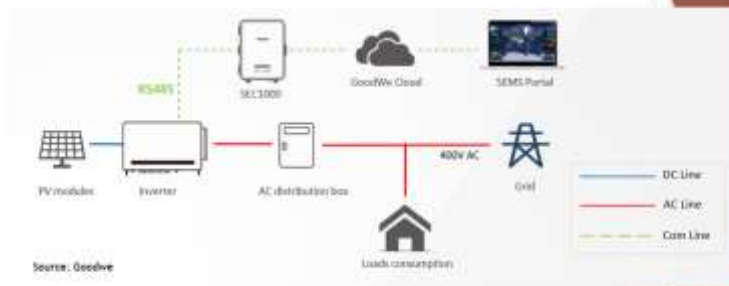 RS485
SEC1000
GoodWe Cloud
SEMS Portal
400V AC
PV modules
Inverter
AC distribution box
Grid
Loads consumption
DC Line
AC Line
Com Line
Source: Goodwe